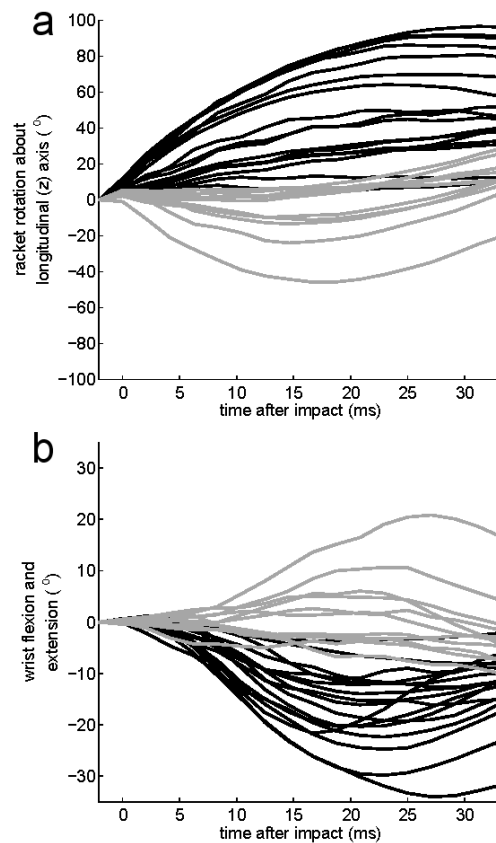 a
100
80
60
40
20
0
−20
−40
−60
−80
−100
racket rotation about
longitudinal (z) axis ( ⁰)
0 5 10 15 20 25 30
time after impact (ms)
b
30
20
10
0
−10
−20
−30
wrist flexion and
extension ( ⁰)
0 5 10 15 20 25 30
time after impact (ms)